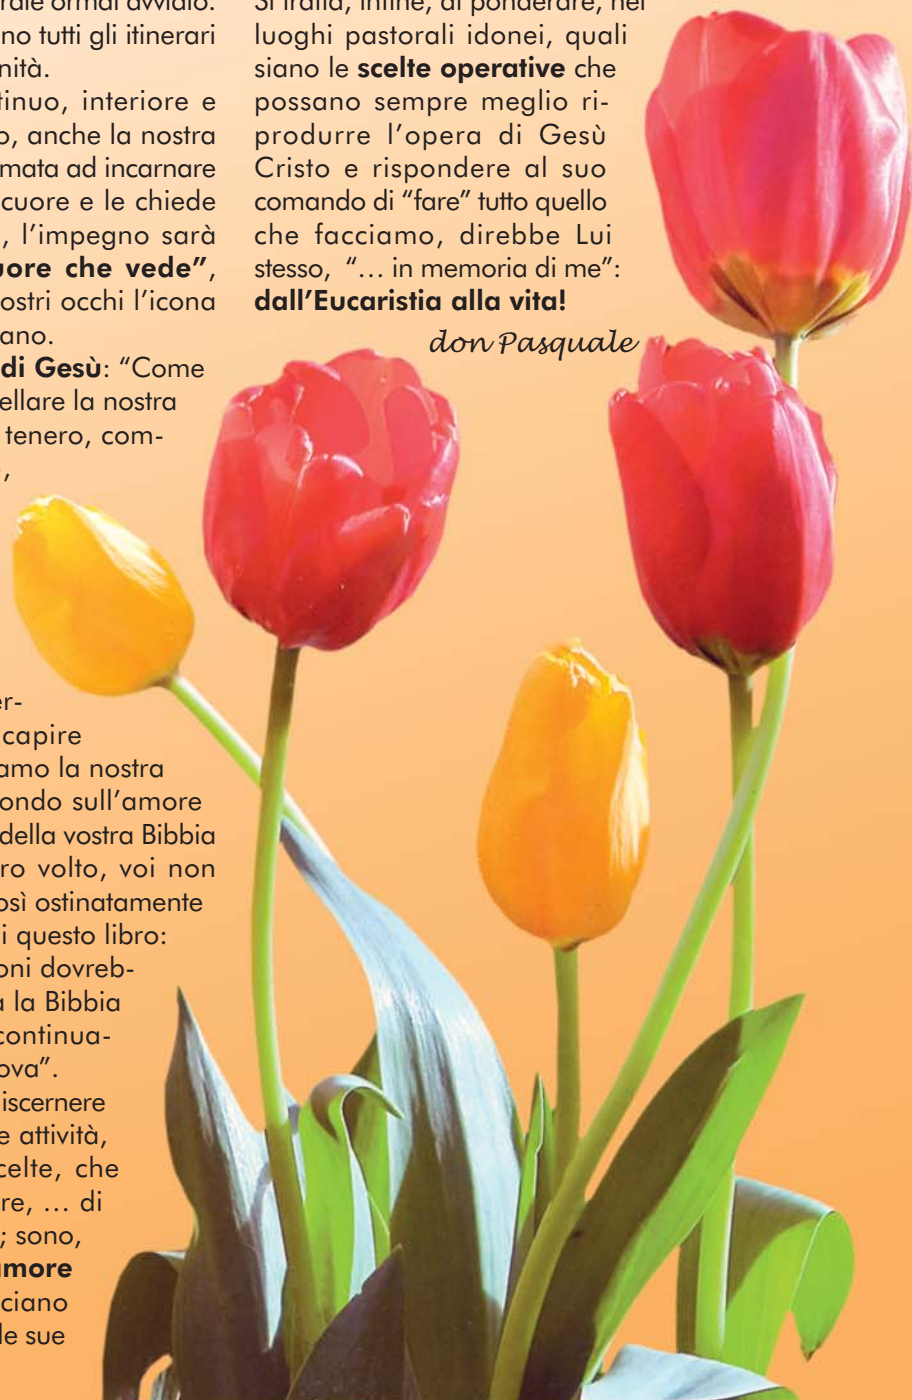 rale ormai avviato.
no tutti gli itinerari
nità.
tinuo, interiore e
o, anche la nostra
mata ad incarnare
cuore e le chiede
, l’impegno sarà
uore che vede”,
ostri occhi l’icona
ano.
di Gesù: “Come
ellare la nostra
tenero, com-
,
er-
capire
amo la nostra
ondo sull’amore
della vostra Bibbia
ro volto, voi non
osì ostinatamente
i questo libro:
oni dovreb-
a la Bibbia
continua-
ova”.
iscernere
e attività,
celte, che
re, … di
; sono,
amore
ciano
le sue
Si tratta, infine, di ponderare, nei
luoghi pastorali idonei, quali
siano le scelte operative che
possano sempre meglio ri-
produrre l’opera di Gesù
Cristo e rispondere al suo
comando di “fare” tutto quello
che facciamo, direbbe Lui
stesso, “… in memoria di me”:
dall’Eucaristia alla vita!
don Pasquale